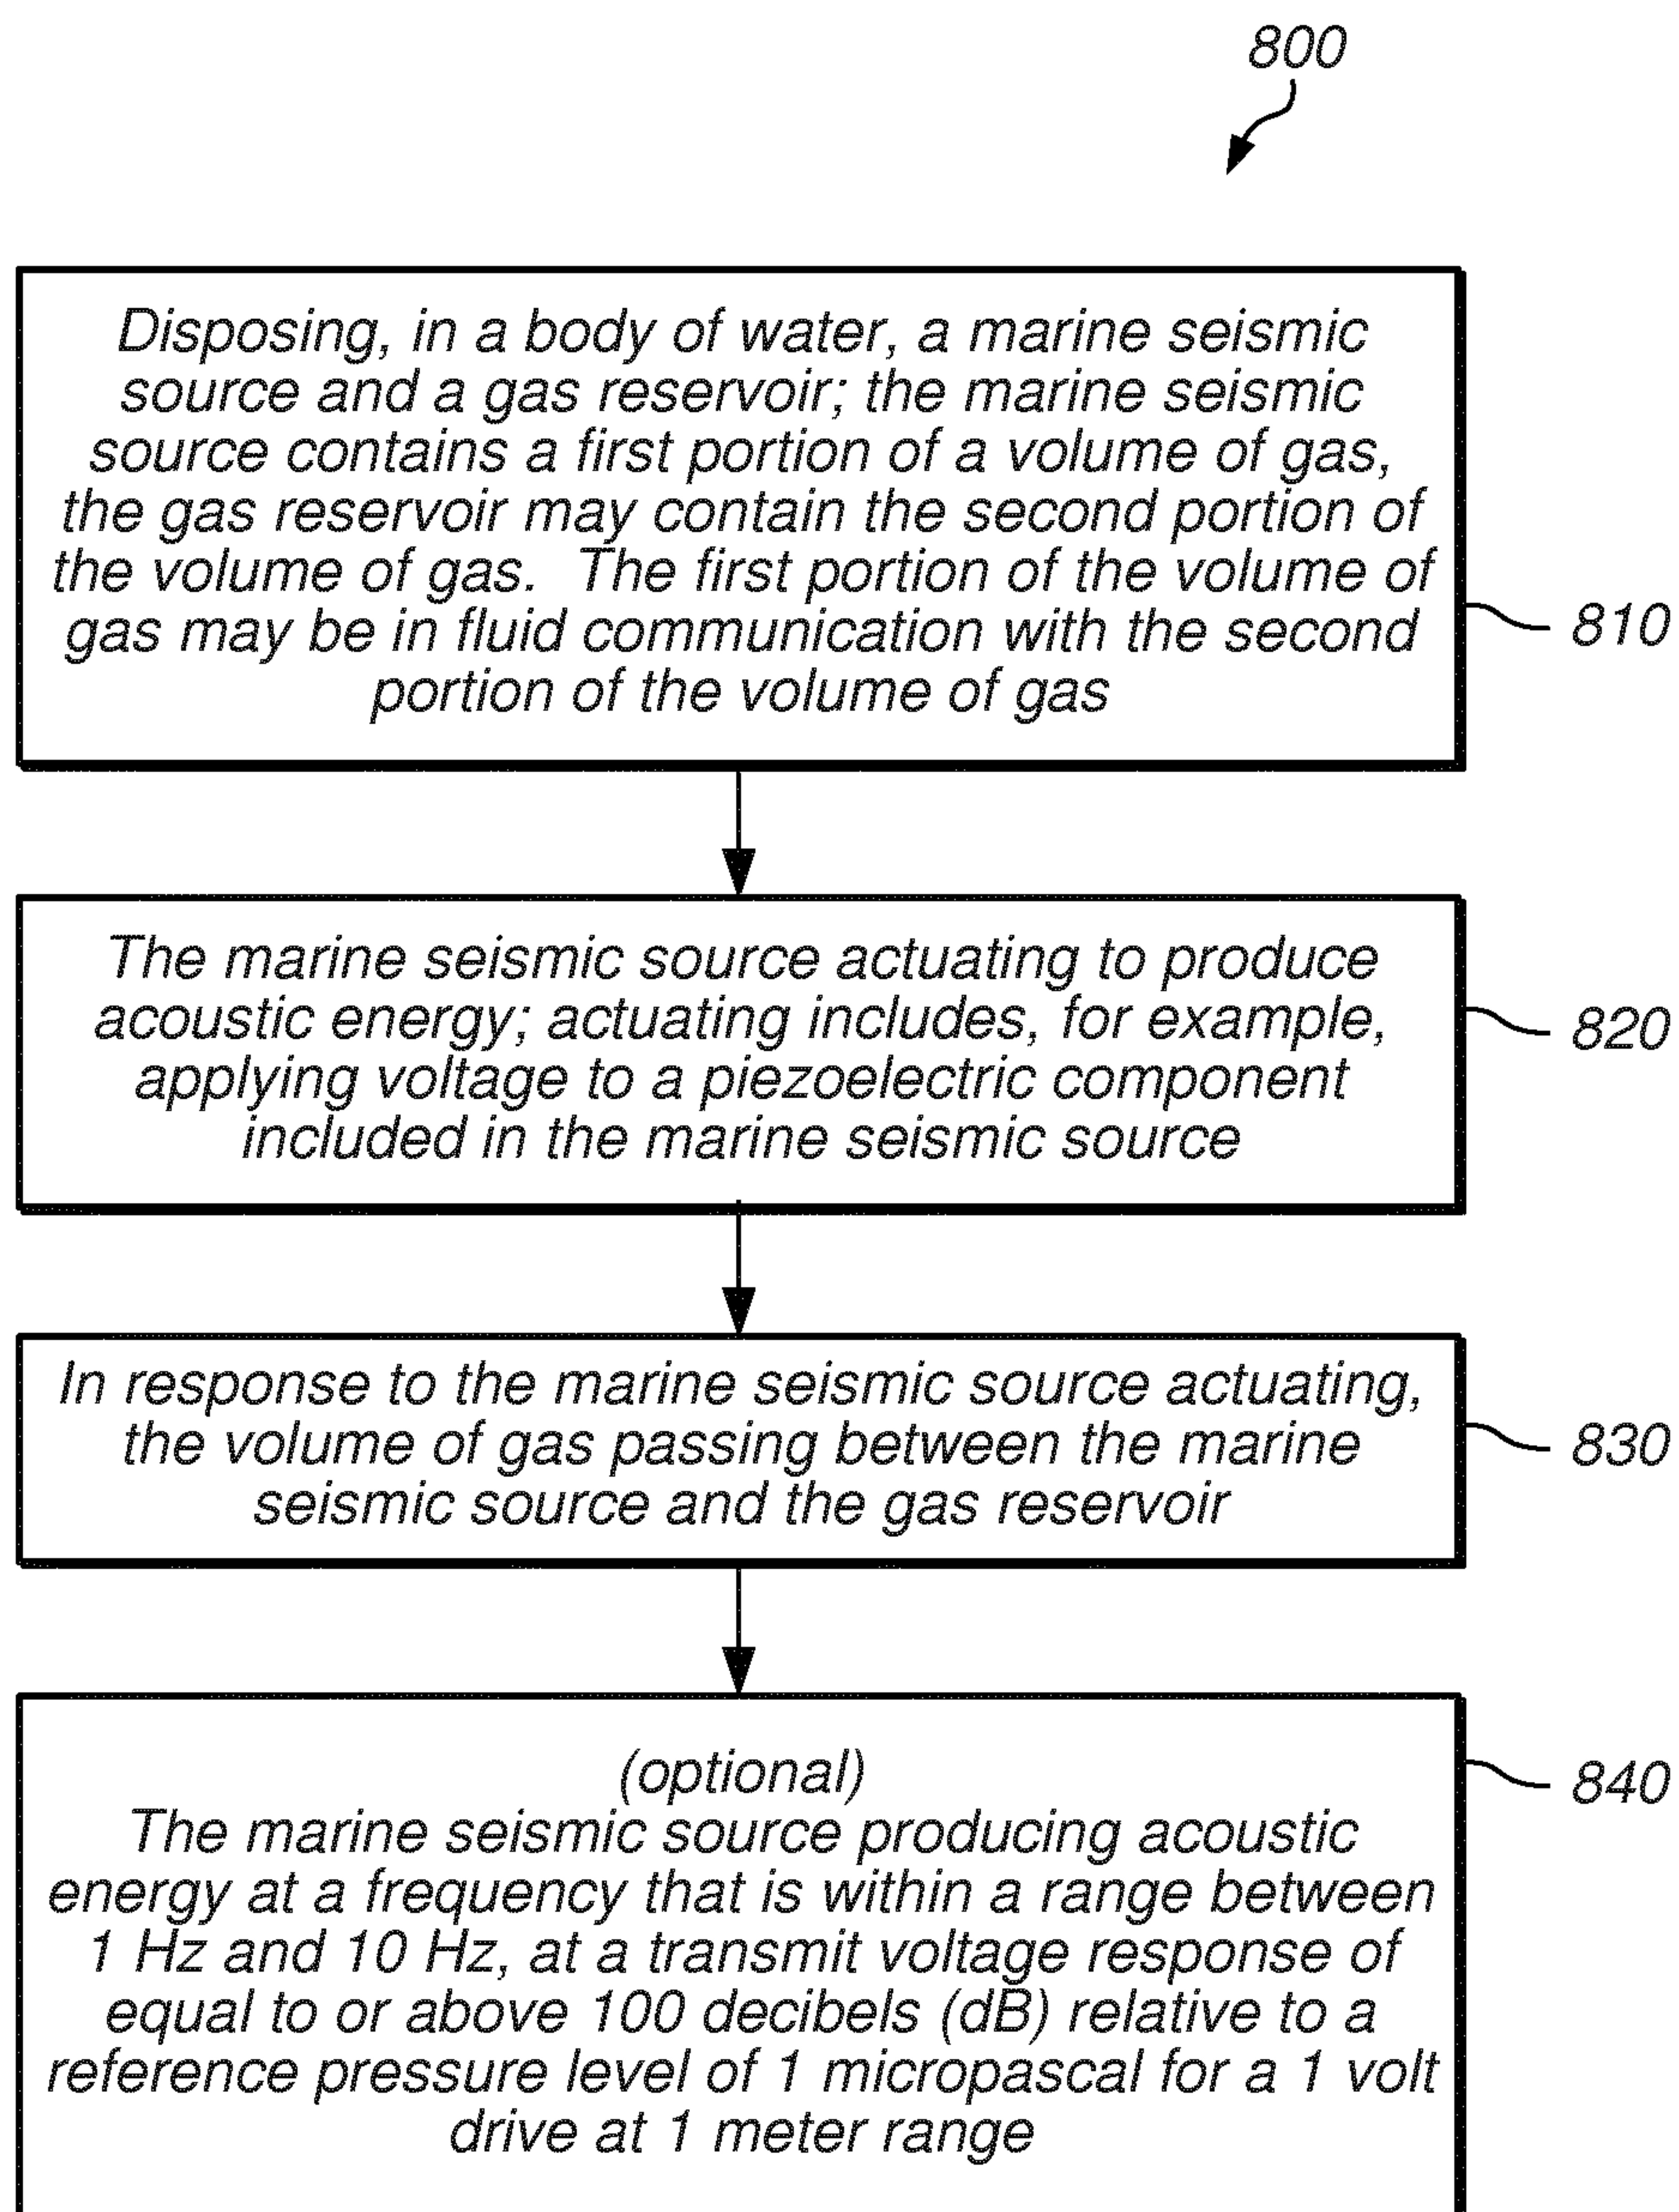 800
Disposing, in a body of water, a marine seismic
source and a gas reservoir; the marine seismic
source contains a first portion of a volume of gas,
the gas reservoir may contain the second portion of
the volume of gas. The first portion of the volume of
gas may be in fluid communication with the second
portion of the volume of gas
810
The marine seismic source actuating to produce
acoustic energy; actuating includes, for example,
applying voltage to a piezoelectric component
included in the marine seismic source
820
In response to the marine seismic source actuating,
the volume of gas passing between the marine
seismic source and the gas reservoir
830
(optional)
The marine seismic source producing acoustic
energy at a frequency that is within a range between
1 Hz and 10 Hz, at a transmit voltage response of
equal to or above 100 decibels (dB) relative to a
reference pressure level of 1 micropascal for a 1 volt
drive at 1 meter range
840